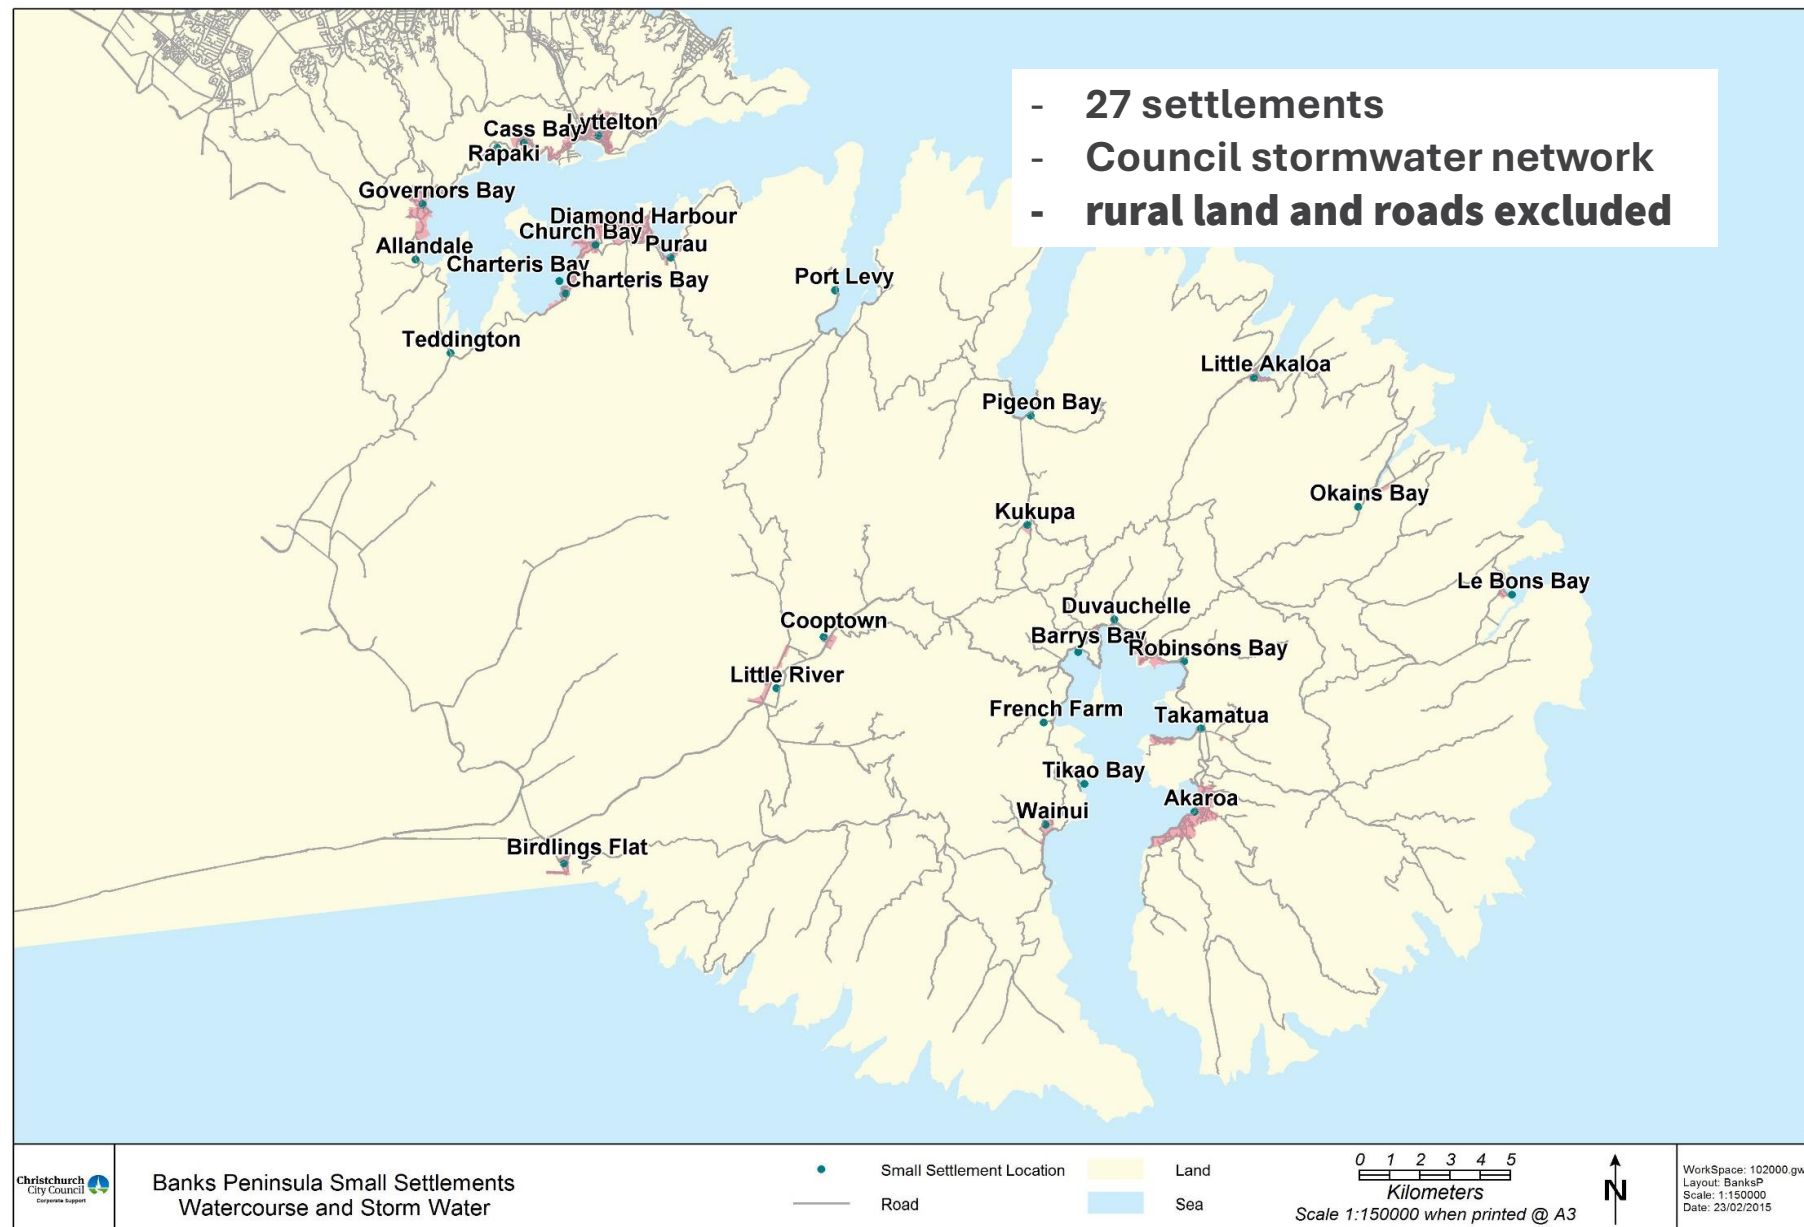 - 27 settlements
- Council stormwater network
- rural land and roads excluded
Lyttelton
Cass Bay
Rapaki
Governors Bay
Diamond Harbour
Church Bay
Purau
Allandale
Charteris Bay
Charteris Bay
Port Levy
Teddington
Little Akaloa
Pigeon Bay
Okains Bay
Kukupa
Le Bons Bay
Duvauchelle
Cooptown
Barrys Bay
Robinsons Bay
Little River
French Farm
Takamatua
Tikao Bay
Akaroa
Wainui
Birdlings Flat
Christchurch
City Council
Corporate Support
Banks Peninsula Small Settlements
Watercourse and Storm Water
Small Settlement Location
Road
Land
Sea
0 1 2 3 4 5
Kilometers
Scale 1:150000 when printed @ A3
N
WorkSpace: 102000.gw
Layout: BanksP
Scale: 1:150000
Date: 23/02/2015